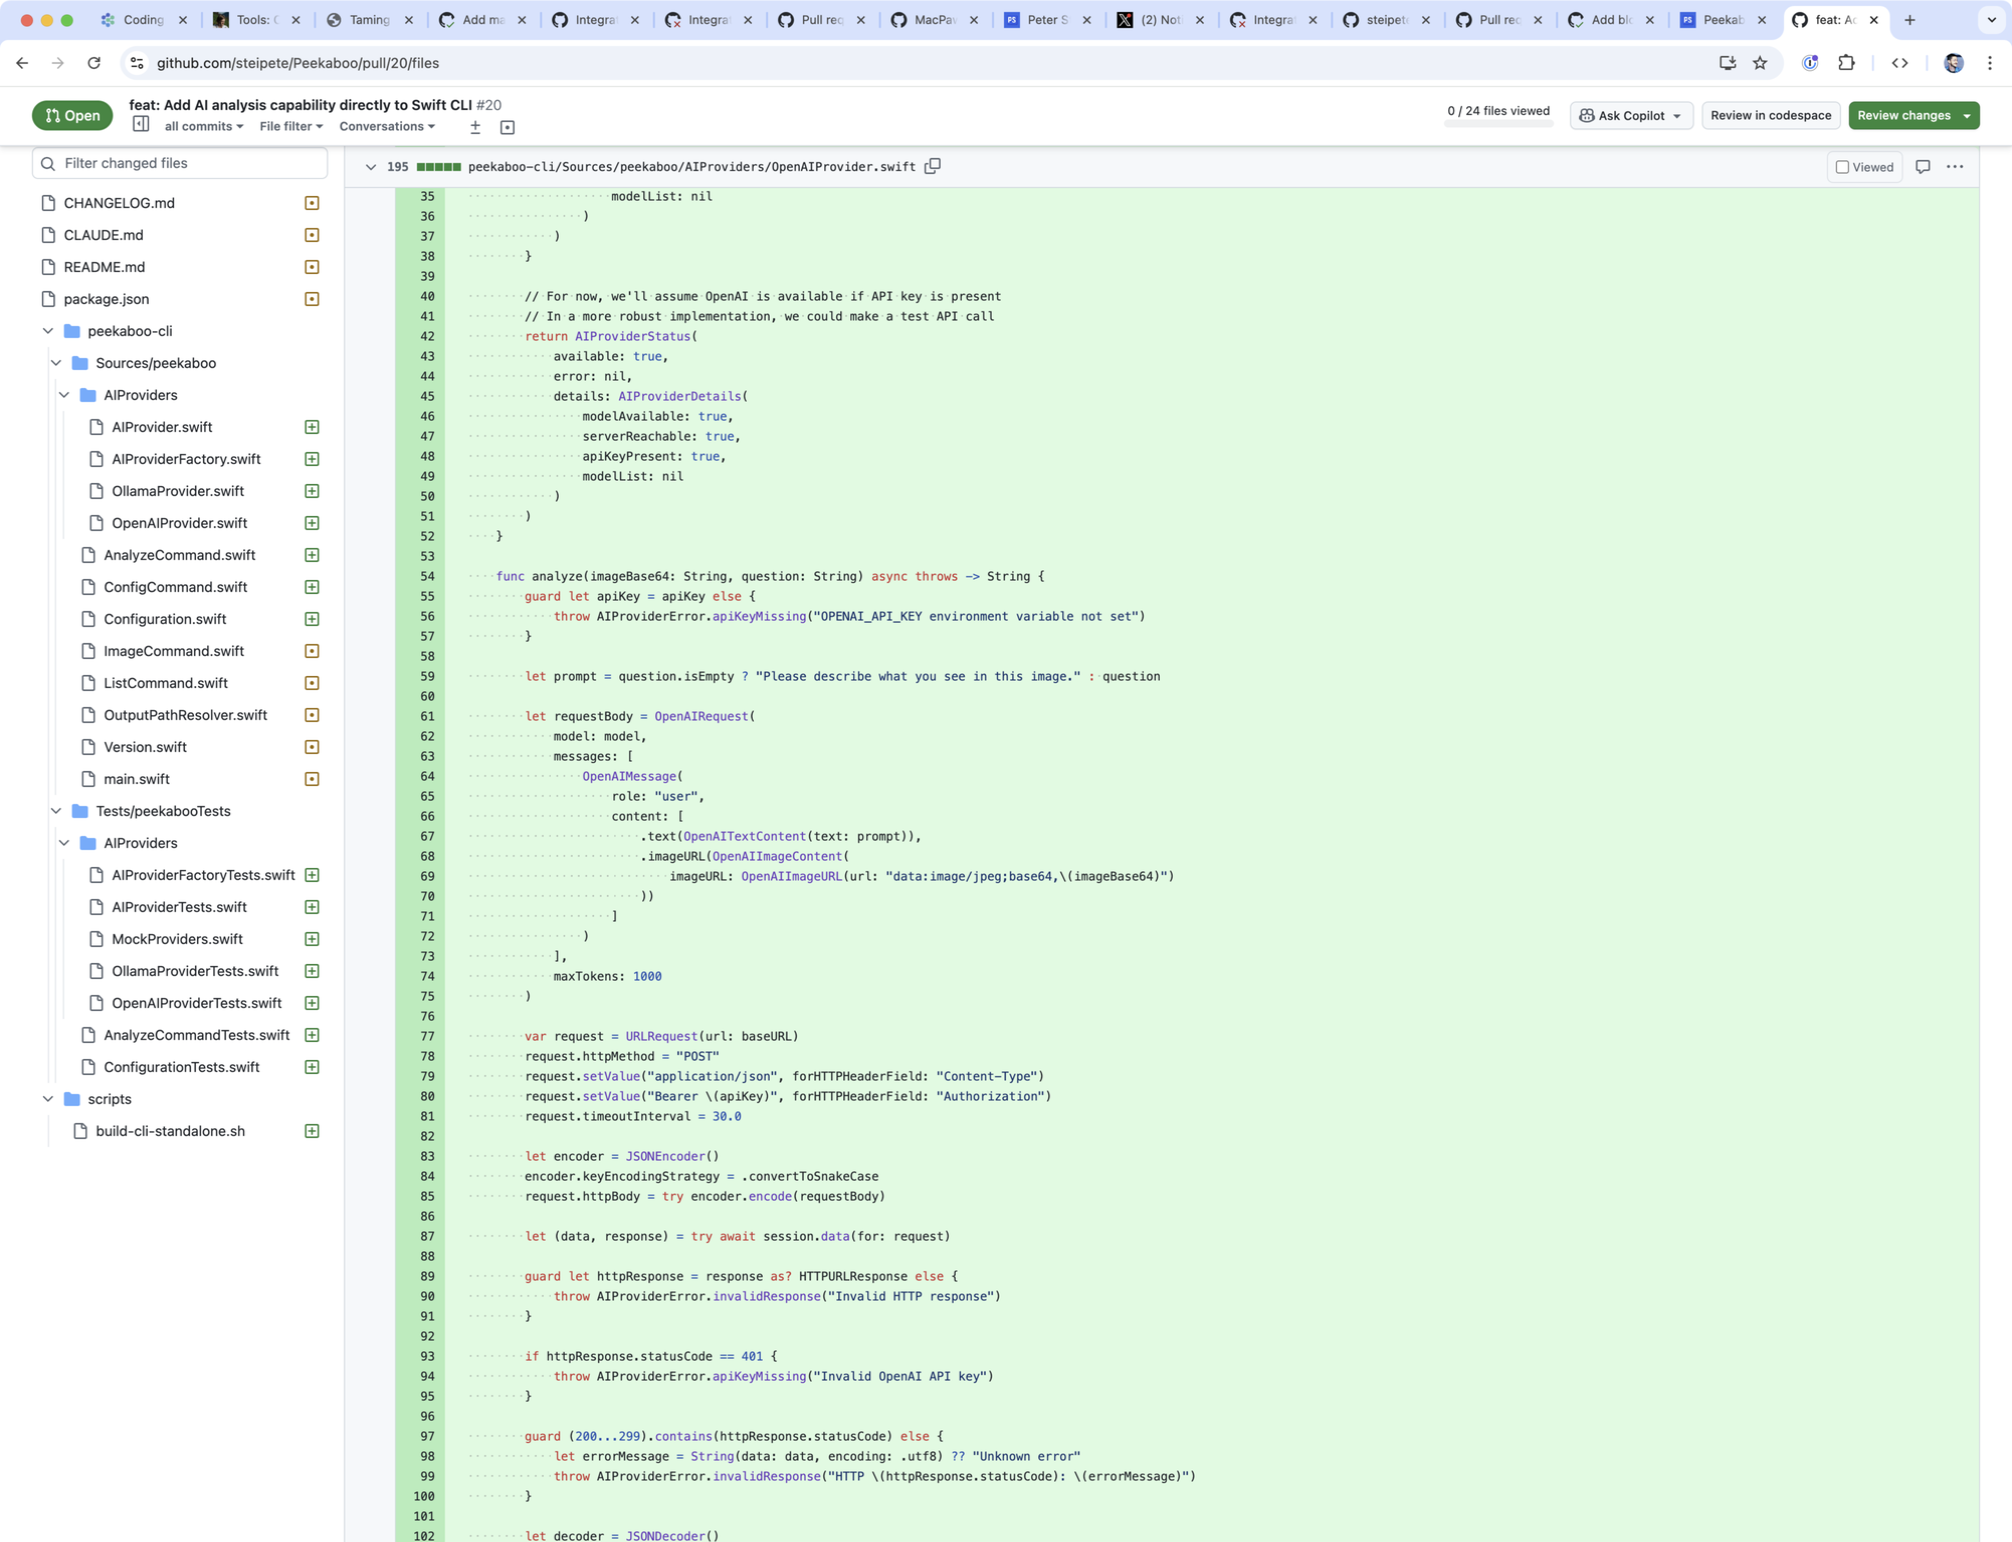 Coding
Tools: C
Taming
Add ma
Integrat
Integra
Pull req
MacPaw
Peter S
(2) Not
Integra
steipete
Pull req
Add blo
Peekab
feat: Ad
github.com/steipete/Peekaboo/pull/20/files
Open
feat: Add AI analysis capability directly to Swift CLI #20
all commits
File filter
Conversations
0 / 24 files viewed
Ask Copilot
Review in codespace
Review changes
Filter changed files
CHANGELOG.md
CLAUDE.md
README.md
package.json
peekaboo-cli
Sources/peekaboo
AIProviders
AIProvider.swift
AIProviderFactory.swift
OllamaProvider.swift
OpenAIProvider.swift
AnalyzeCommand.swift
ConfigCommand.swift
Configuration.swift
ImageCommand.swift
ListCommand.swift
OutputPathResolver.swift
Version.swift
main.swift
Tests/peekabooTests
AIProviders
AIProviderFactoryTests.swift
AIProviderTests.swift
MockProviders.swift
OllamaProviderTests.swift
OpenAIProviderTests.swift
AnalyzeCommandTests.swift
ConfigurationTests.swift
scripts
build-cli-standalone.sh
195 peekaboo-cli/Sources/peekaboo/AIProviders/OpenAIProvider.swift
Viewed
35 modelList: nil
36 )
37 )
38 }
39
40 // For now, we'll assume OpenAI is available if API key is present
41 // In a more robust implementation, we could make a test API call
42 return AIProviderStatus(
43 available: true,
44 error: nil,
45 details: AIProviderDetails(
46 modelAvailable: true,
47 serverReachable: true,
48 apiKeyPresent: true,
49 modelList: nil
50 )
51 )
52 }
53
54 func analyze(imageBase64: String, question: String) async throws -> String {
55 guard let apiKey = apiKey else {
56 throw AIProviderError.apiKeyMissing("OPENAI_API_KEY environment variable not set")
57 }
58
59 let prompt = question.isEmpty ? "Please describe what you see in this image." : question
60
61 let requestBody = OpenAIRequest(
62 model: model,
63 messages: [
64 OpenAIMessage(
65 role: "user",
66 content: [
67 .text(OpenAITextContent(text: prompt)),
68 .imageURL(OpenAIImageContent(
69 imageURL: OpenAIImageURL(url: "data:image/jpeg;base64,\(imageBase64)")
70 ))
71 ]
72 )
73 ],
74 maxTokens: 1000
75 )
76
77 var request = URLRequest(url: baseURL)
78 request.httpMethod = "POST"
79 request.setValue("application/json", forHTTPHeaderField: "Content-Type")
80 request.setValue("Bearer \(apiKey)", forHTTPHeaderField: "Authorization")
81 request.timeoutInterval = 30.0
82
83 let encoder = JSONEncoder()
84 encoder.keyEncodingStrategy = .convertToSnakeCase
85 request.httpBody = try encoder.encode(requestBody)
86
87 let (data, response) = try await session.data(for: request)
88
89 guard let httpResponse = response as? HTTPURLResponse else {
90 throw AIProviderError.invalidResponse("Invalid HTTP response")
91 }
92
93 if httpResponse.statusCode == 401 {
94 throw AIProviderError.apiKeyMissing("Invalid OpenAI API key")
95 }
96
97 guard (200...299).contains(httpResponse.statusCode) else {
98 let errorMessage = String(data: data, encoding: .utf8) ?? "Unknown error"
99 throw AIProviderError.invalidResponse("HTTP \(httpResponse.statusCode): \(errorMessage)")
100 }
101
102 let decoder = JSONDecoder()